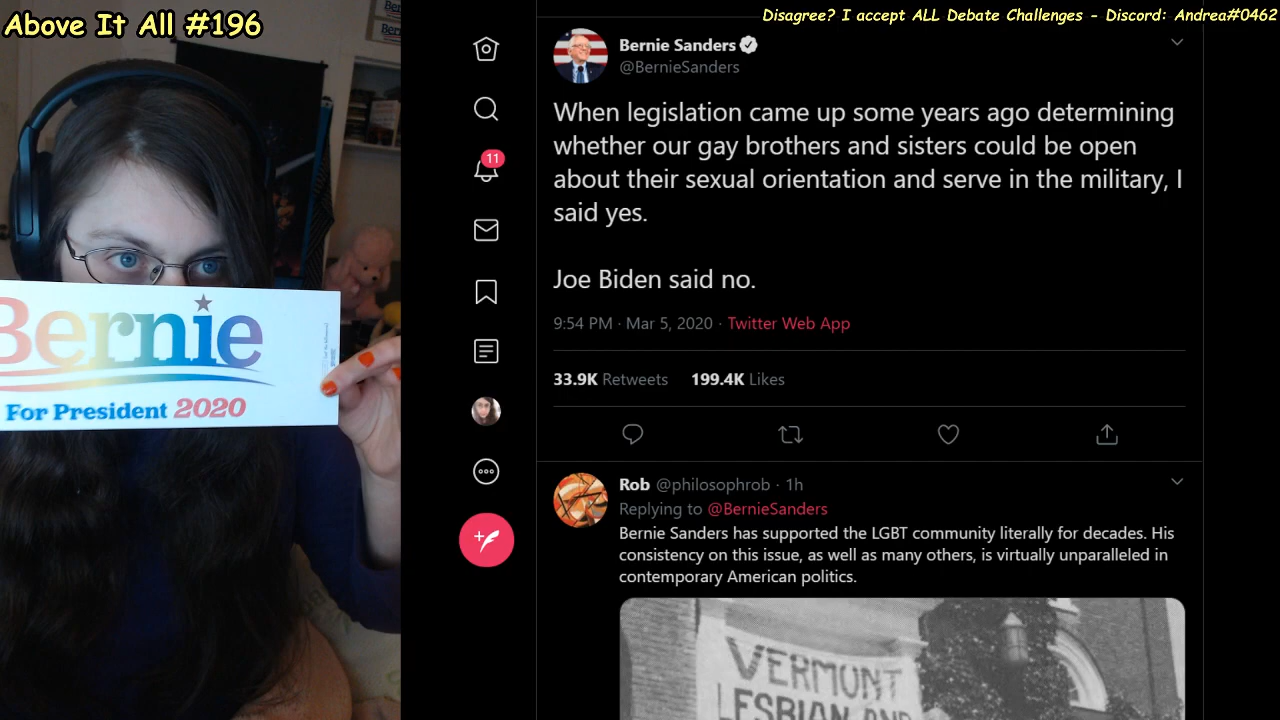 Above It All #196
Disagree? I accept ALL Debate Challenges - Discord: Andrea#0462
Bernie
For President 2020
11
Bernie Sanders
@BernieSanders
When legislation came up some years ago determining
whether our gay brothers and sisters could be open
about their sexual orientation and serve in the military, I
said yes.
Joe Biden said no.
9:54 PM · Mar 5, 2020 · Twitter Web App
33.9K Retweets 199.4K Likes
Rob @philosophrob · 1h
Replying to @BernieSanders
Bernie Sanders has supported the LGBT community literally for decades. His
consistency on this issue, as well as many others, is virtually unparalleled in
contemporary American politics.
VERMONT
LESBIAN AND